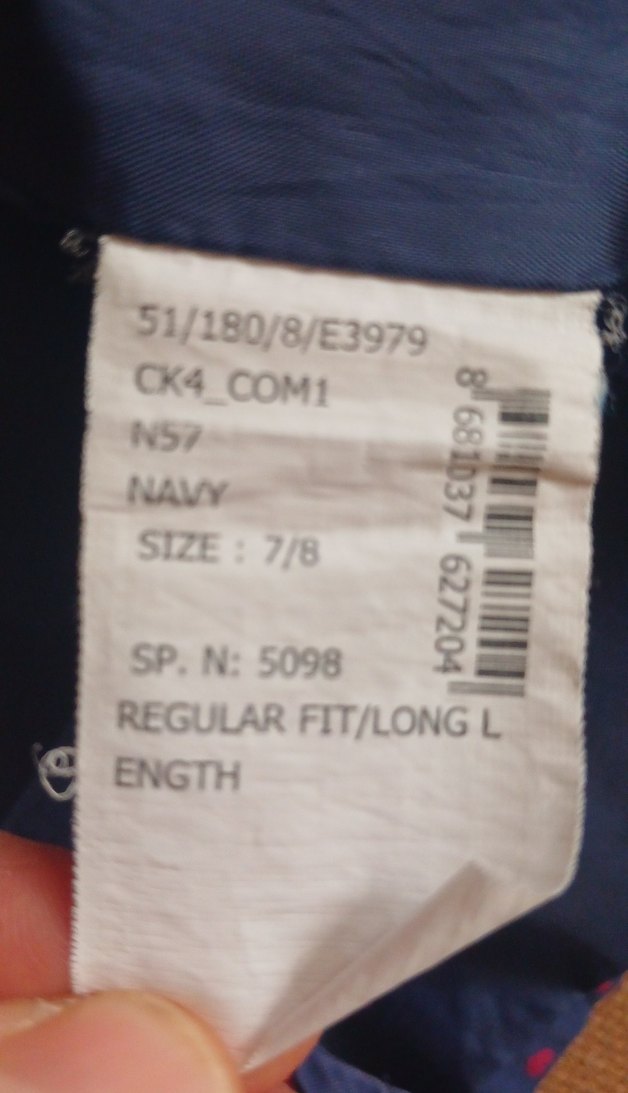 51/180/8/E3979
CK4_COM1
N57
NAVY
SIZE : 7/8
SP. N: 5098
REGULAR FIT/LONG L
ENGTH
8 681037 627204